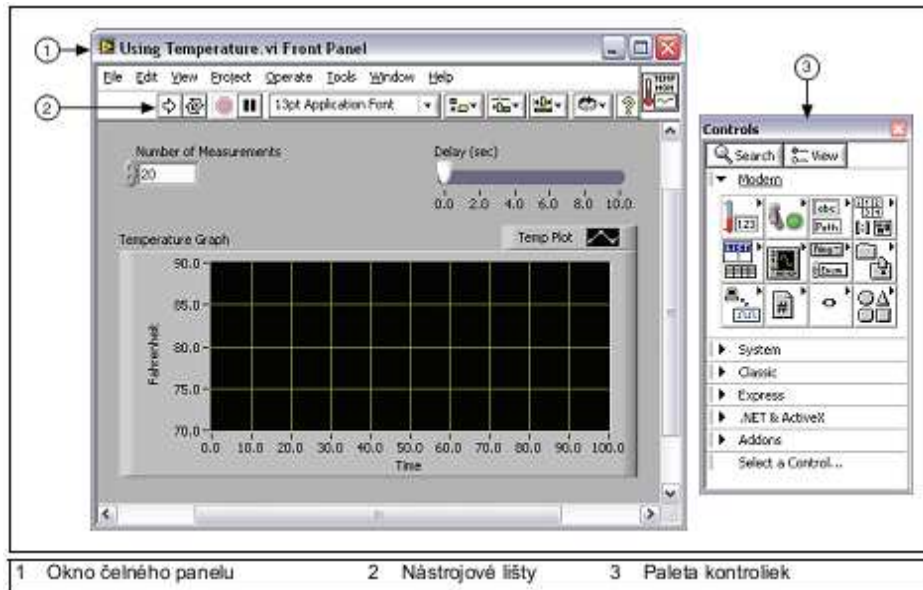 1
Using Temperature.vi Front Panel
File Edit View Project Operate Tools Window Help
TEMP
MON
2
13pt Application Font
3
Controls
Search View
Modern
Number of Measurements
20
Delay (sec)
0.0 2.0 4.0 6.0 8.0 10.0
Temperature Graph
Temp Plot
90.0
85.0
80.0
75.0
70.0
Fahrenheit
0.0 10.0 20.0 30.0 40.0 50.0 60.0 70.0 80.0 90.0 100.0
Time
123
abc
Path
System
Classic
Express
.NET & ActiveX
Addons
Select a Control...
1 Okno čelného panelu 2 Nástrojové lišty 3 Paleta kontroliek